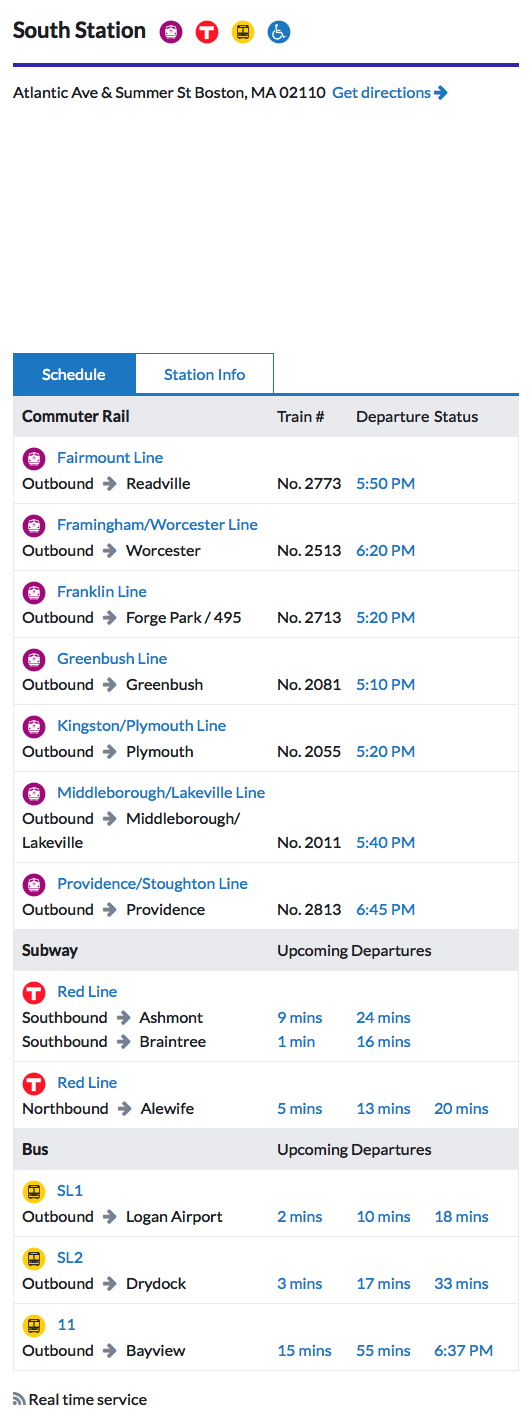 South Station
Atlantic Ave & Summer St Boston, MA 02110 Get directions
Schedule Station Info
Commuter Rail Train # Departure Status
Fairmount Line
Outbound Readville No. 2773 5:50 PM
Framingham/Worcester Line
Outbound Worcester No. 2513 6:20 PM
Franklin Line
Outbound Forge Park / 495 No. 2713 5:20 PM
Greenbush Line
Outbound Greenbush No. 2081 5:10 PM
Kingston/Plymouth Line
Outbound Plymouth No. 2055 5:20 PM
Middleborough/Lakeville Line
Outbound Middleborough/
Lakeville No. 2011 5:40 PM
Providence/Stoughton Line
Outbound Providence No. 2813 6:45 PM
Subway Upcoming Departures
T Red Line
Southbound Ashmont 9 mins 24 mins
Southbound Braintree 1 min 16 mins
T Red Line
Northbound Alewife 5 mins 13 mins 20 mins
Bus Upcoming Departures
SL1
Outbound Logan Airport 2 mins 10 mins 18 mins
SL2
Outbound Drydock 3 mins 17 mins 33 mins
11
Outbound Bayview 15 mins 55 mins 6:37 PM
Real time service